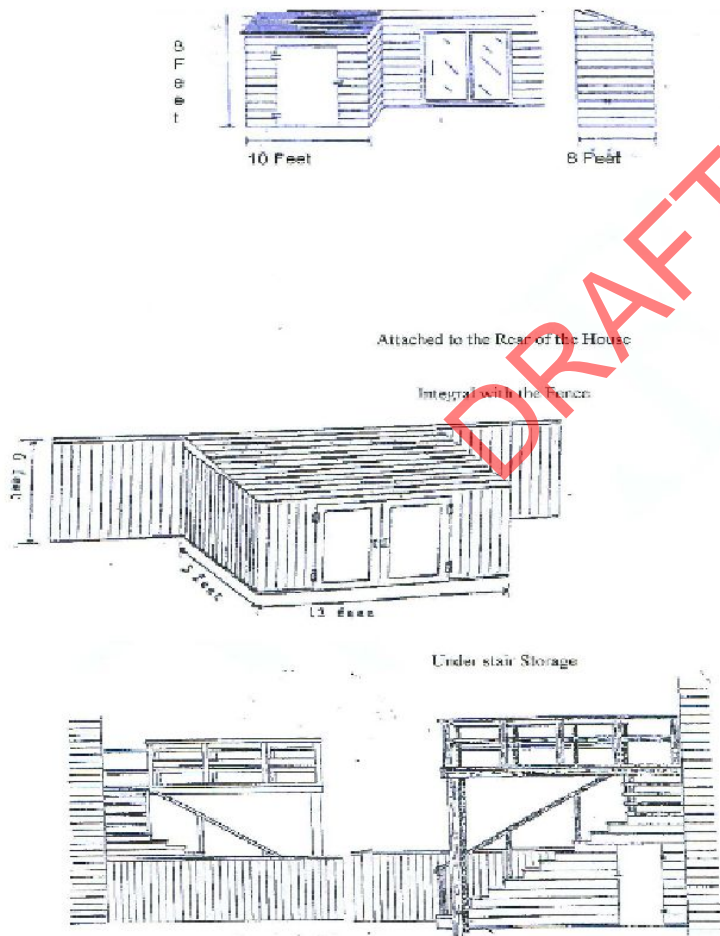 8 Feet
10 Feet
8 Feet
DRAFT
Attached to the Rear of the House
Integral with the Fence
Under stair Storage